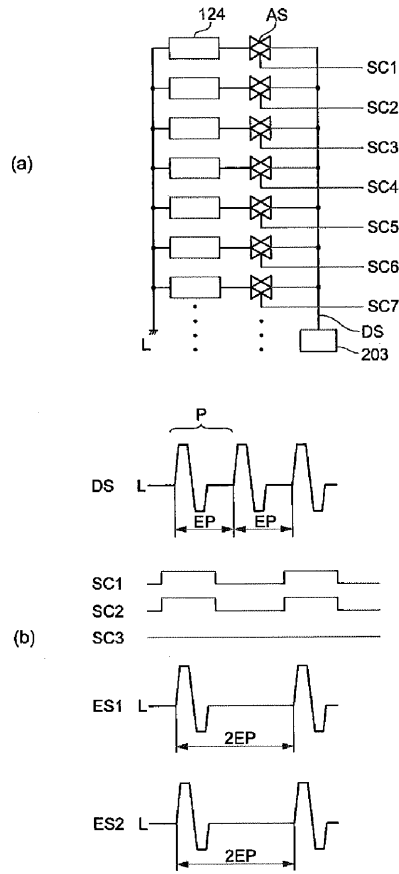 124
AS
SC1
SC2
SC3
(a)
SC4
SC5
SC6
SC7
L
DS
203
P
DS
L
EP
EP
SC1
SC2
(b)
SC3
ES1
L
2EP
ES2
L
2EP